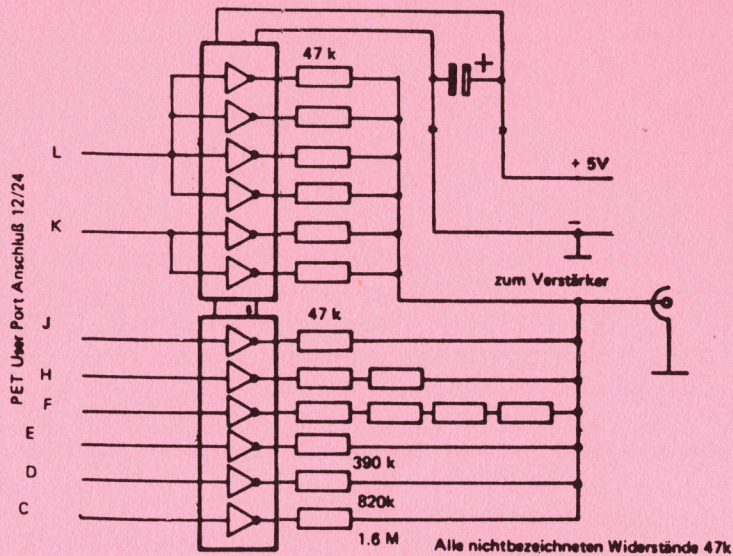 47 k
+
L
+ 5V
K
−
zum Verstärker
PET User Port Anschluß 12/24
J
47 k
H
F
E
390 k
D
820k
C
1.6 M
Alle nichtbezeichneten Widerstände 47k